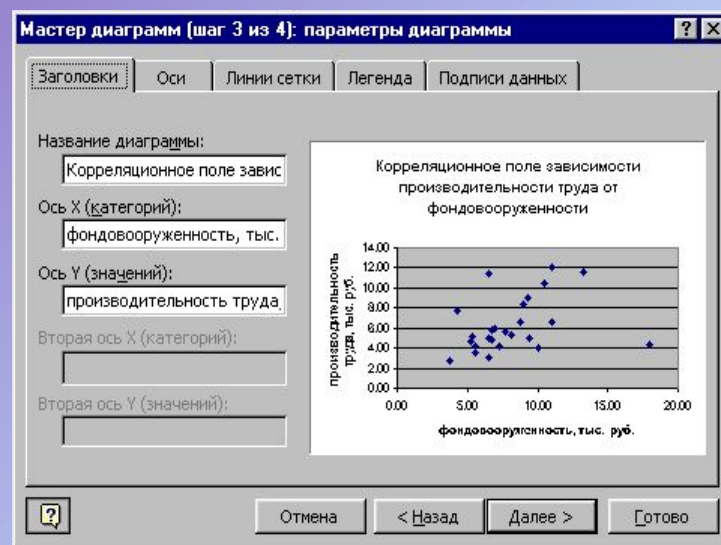 Мастер диаграмм (шаг 3 из 4): параметры диаграммы
Заголовки Оси Линии сетки Легенда Подписи данных
Название диаграммы:
Корреляционное поле завис
Ось X (категорий):
фондовооруженность, тыс.
Ось Y (значений):
производительность труда,
Вторая ось X (категорий):
Вторая ось Y (значений):
Корреляционное поле зависимости
производительности труда от
фондовооруженности
производительность
труда, тыс. руб.
14.00
12.00
10.00
8.00
6.00
4.00
2.00
0.00
0.00 5.00 10.00 15.00 20.00
фондовооруженность, тыс. руб.
Отмена < Назад Далее > Готово